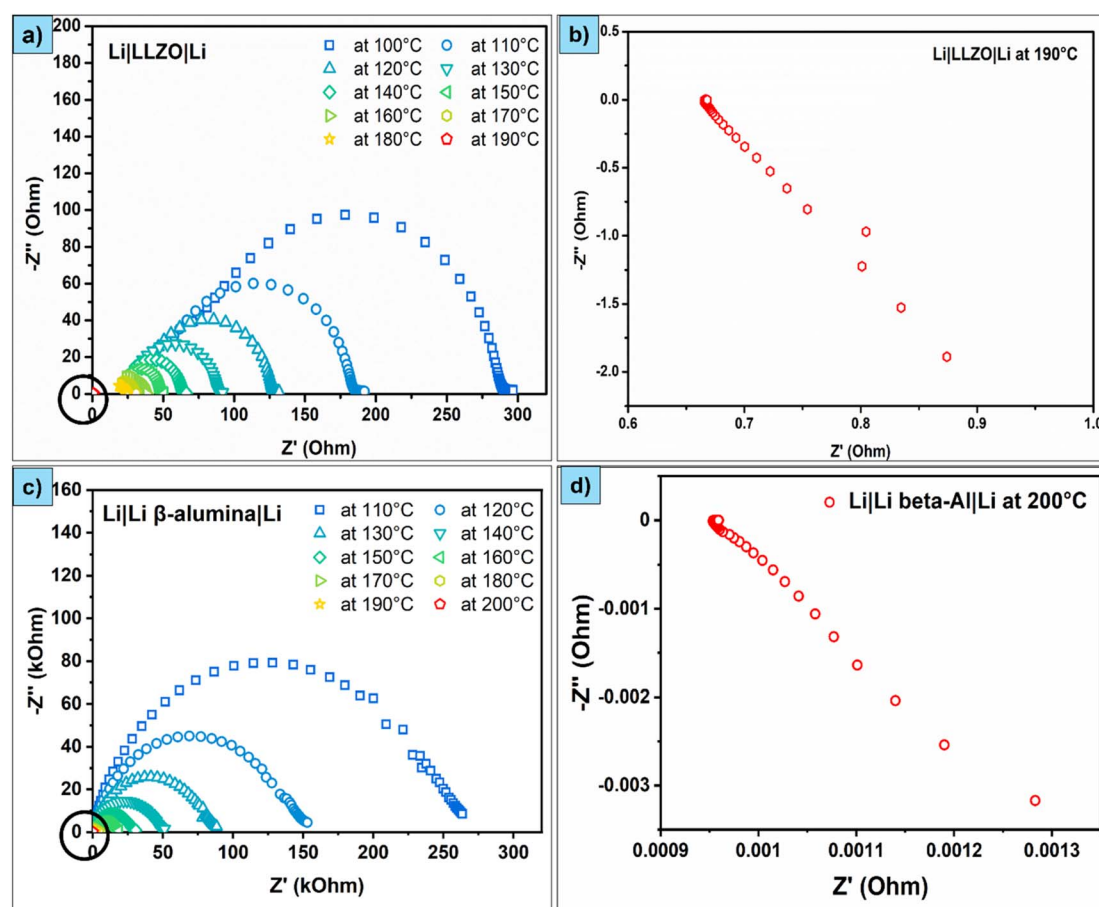 a)
Li|LLZO|Li
at 100°C at 110°C
at 120°C at 130°C
at 140°C at 150°C
at 160°C at 170°C
at 180°C at 190°C
200
180
160
140
120
100
80
60
40
20
0
-Z'' (Ohm)
0 50 100 150 200 250 300
Z' (Ohm)
b)
Li|LLZO|Li at 190°C
0.5
0.0
-0.5
-1.0
-1.5
-2.0
-Z'' (Ohm)
0.6 0.7 0.8 0.9 1.0
Z' (Ohm)
c)
Li|Li β-alumina|Li
at 110°C at 120°C
at 130°C at 140°C
at 150°C at 160°C
at 170°C at 180°C
at 190°C at 200°C
160
140
120
100
80
60
40
20
0
-Z'' (kOhm)
0 50 100 150 200 250 300
Z' (kOhm)
d)
Li|Li beta-Al|Li at 200°C
0
-0.001
-0.002
-0.003
-Z'' (Ohm)
0.0009 0.001 0.0011 0.0012 0.0013
Z' (Ohm)